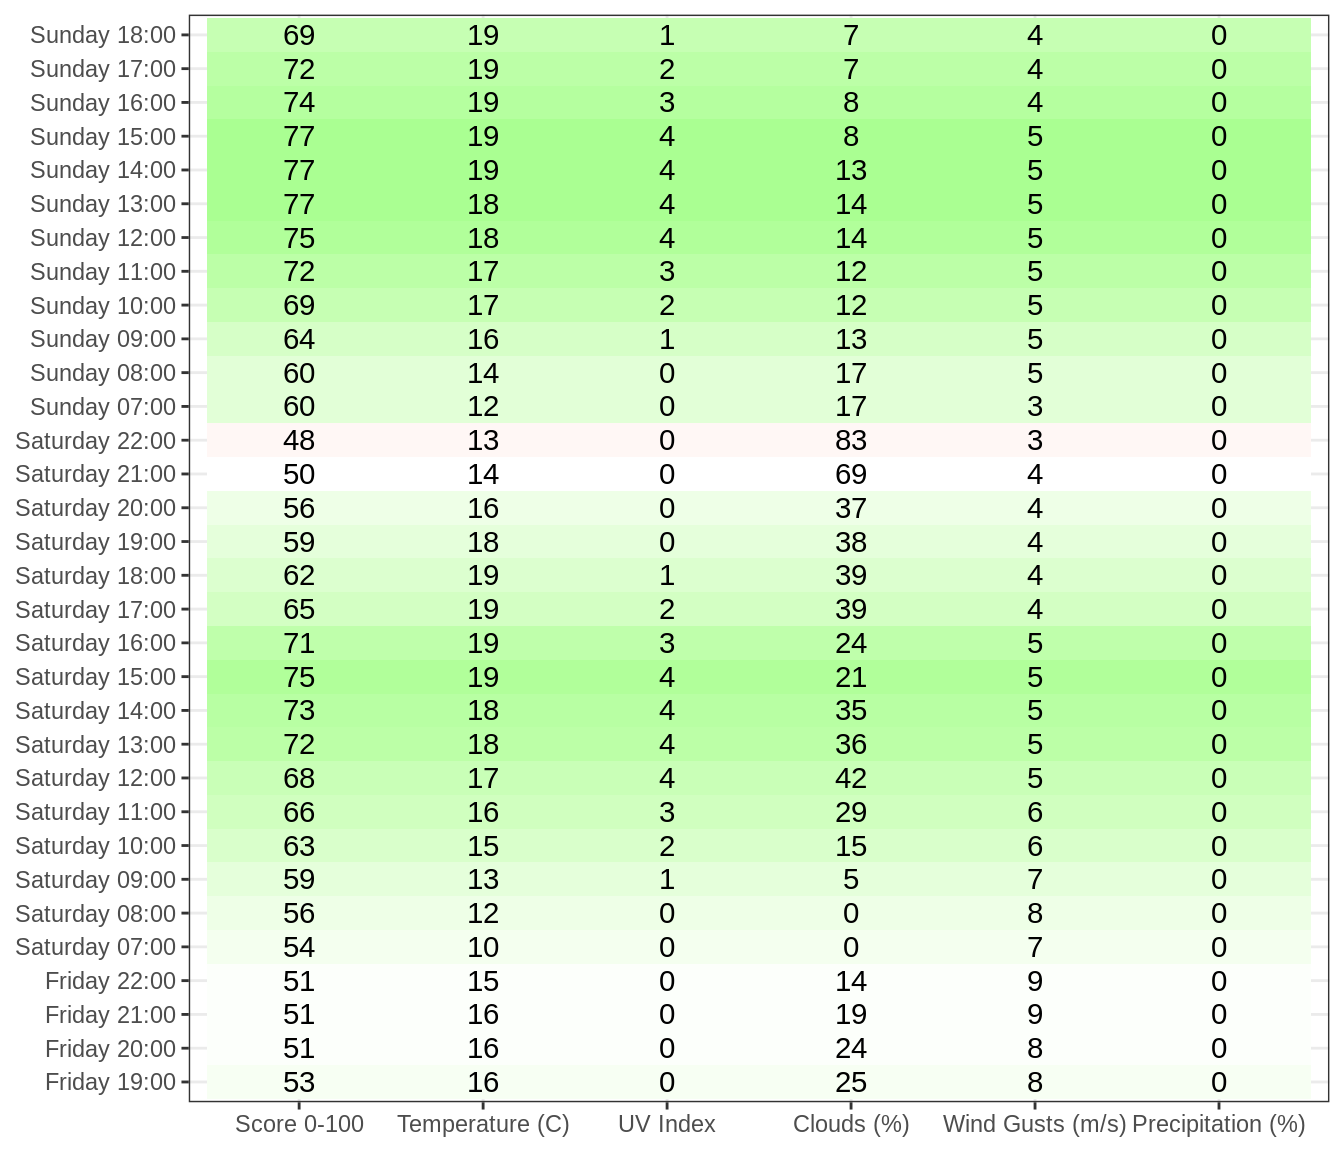 Sunday 18:00 69 19 1 7 4 0
Sunday 17:00 72 19 2 7 4 0
Sunday 16:00 74 19 3 8 4 0
Sunday 15:00 77 19 4 8 5 0
Sunday 14:00 77 19 4 13 5 0
Sunday 13:00 77 18 4 14 5 0
Sunday 12:00 75 18 4 14 5 0
Sunday 11:00 72 17 3 12 5 0
Sunday 10:00 69 17 2 12 5 0
Sunday 09:00 64 16 1 13 5 0
Sunday 08:00 60 14 0 17 5 0
Sunday 07:00 60 12 0 17 3 0
Saturday 22:00 48 13 0 83 3 0
Saturday 21:00 50 14 0 69 4 0
Saturday 20:00 56 16 0 37 4 0
Saturday 19:00 59 18 0 38 4 0
Saturday 18:00 62 19 1 39 4 0
Saturday 17:00 65 19 2 39 4 0
Saturday 16:00 71 19 3 24 5 0
Saturday 15:00 75 19 4 21 5 0
Saturday 14:00 73 18 4 35 5 0
Saturday 13:00 72 18 4 36 5 0
Saturday 12:00 68 17 4 42 5 0
Saturday 11:00 66 16 3 29 6 0
Saturday 10:00 63 15 2 15 6 0
Saturday 09:00 59 13 1 5 7 0
Saturday 08:00 56 12 0 0 8 0
Saturday 07:00 54 10 0 0 7 0
Friday 22:00 51 15 0 14 9 0
Friday 21:00 51 16 0 19 9 0
Friday 20:00 51 16 0 24 8 0
Friday 19:00 53 16 0 25 8 0
Score 0-100 Temperature (C) UV Index Clouds (%) Wind Gusts (m/s) Precipitation (%)